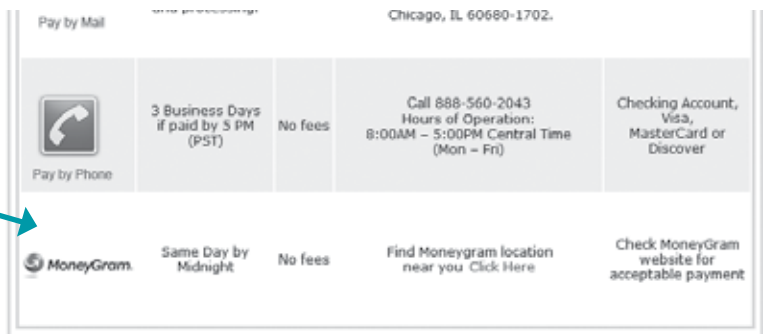 Pay by Mail
and processing.
Chicago, IL 60680-1702.
Pay by Phone
3 Business Days
if paid by 5 PM
(PST)
No fees
Call 888-560-2043
Hours of Operation:
8:00AM – 5:00PM Central Time
(Mon – Fri)
Checking Account,
Visa,
MasterCard or
Discover
MoneyGram.
Same Day by
Midnight
No fees
Find Moneygram location
near you Click Here
Check MoneyGram
website for
acceptable payment